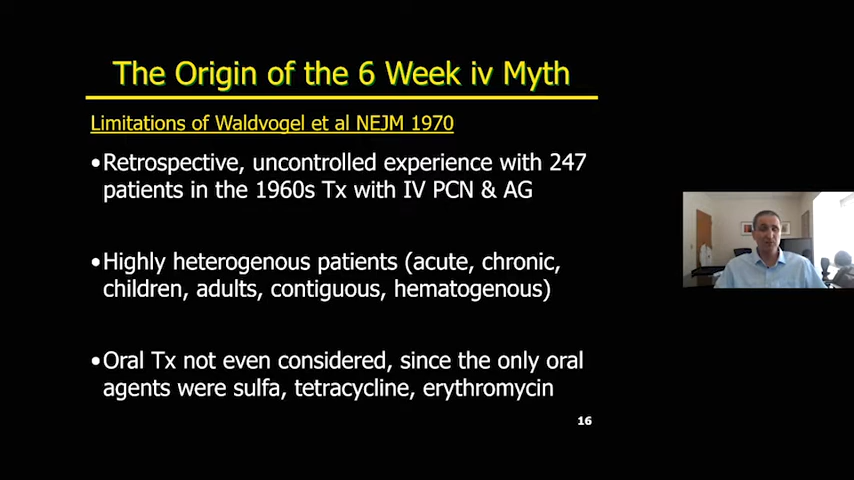 The Origin of the 6 Week iv Myth
Limitations of Waldvogel et al NEJM 1970
•Retrospective, uncontrolled experience with 247
patients in the 1960s Tx with IV PCN & AG
•Highly heterogenous patients (acute, chronic,
children, adults, contiguous, hematogenous)
•Oral Tx not even considered, since the only oral
agents were sulfa, tetracycline, erythromycin
16